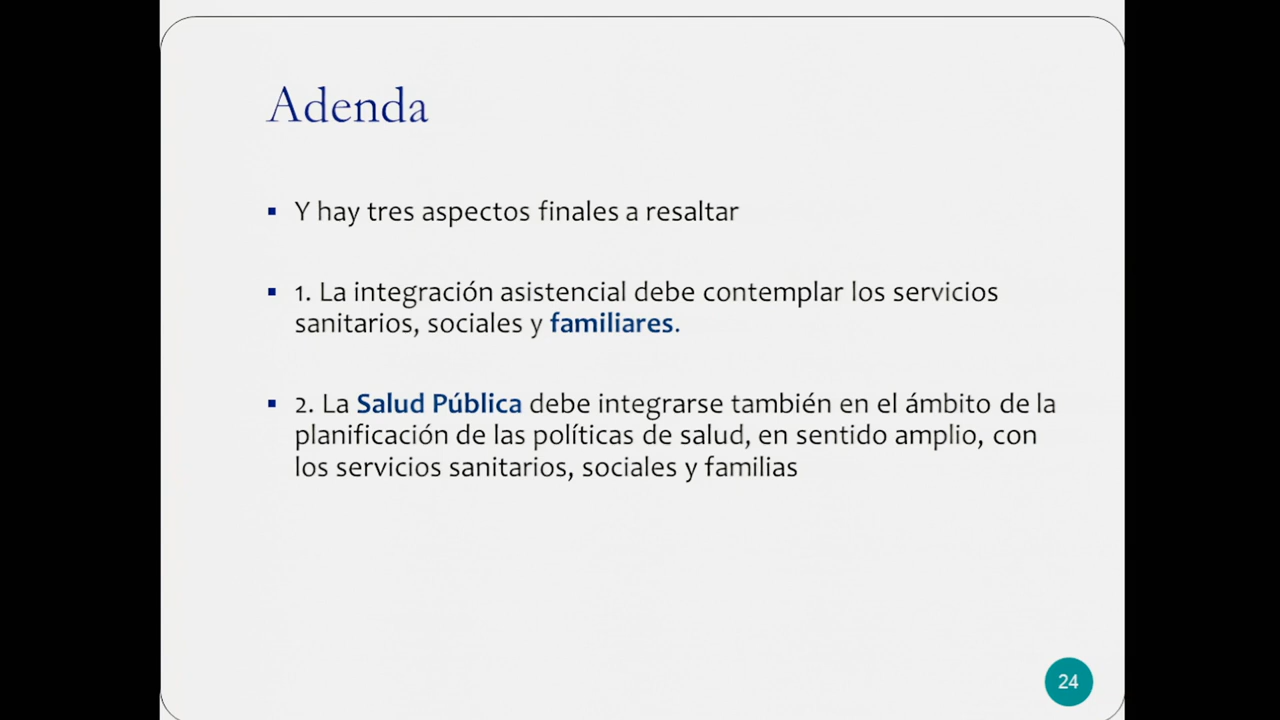 Adenda
▪ Y hay tres aspectos finales a resaltar
▪ 1. La integración asistencial debe contemplar los servicios
sanitarios, sociales y familiares.
▪ 2. La Salud Pública debe integrarse también en el ámbito de la
planificación de las políticas de salud, en sentido amplio, con
los servicios sanitarios, sociales y familias
24